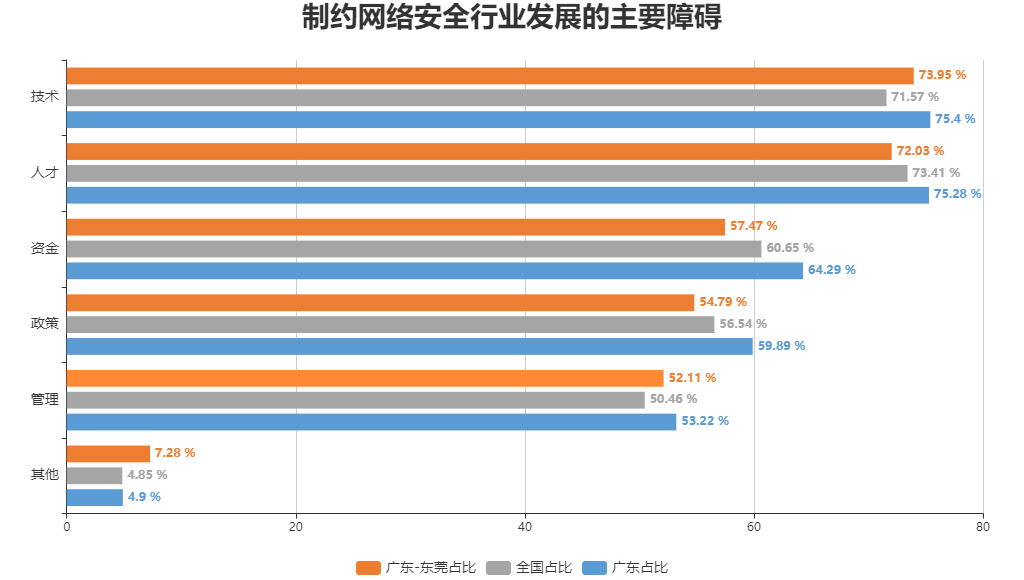 制约网络安全行业发展的主要障碍
技术
73.95 %
71.57 %
75.4 %
人才
72.03 %
73.41 %
75.28 %
资金
57.47 %
60.65 %
64.29 %
政策
54.79 %
56.54 %
59.89 %
管理
52.11 %
50.46 %
53.22 %
其他
7.28 %
4.85 %
4.9 %
0 20 40 60 80
广东-东莞占比 全国占比 广东占比